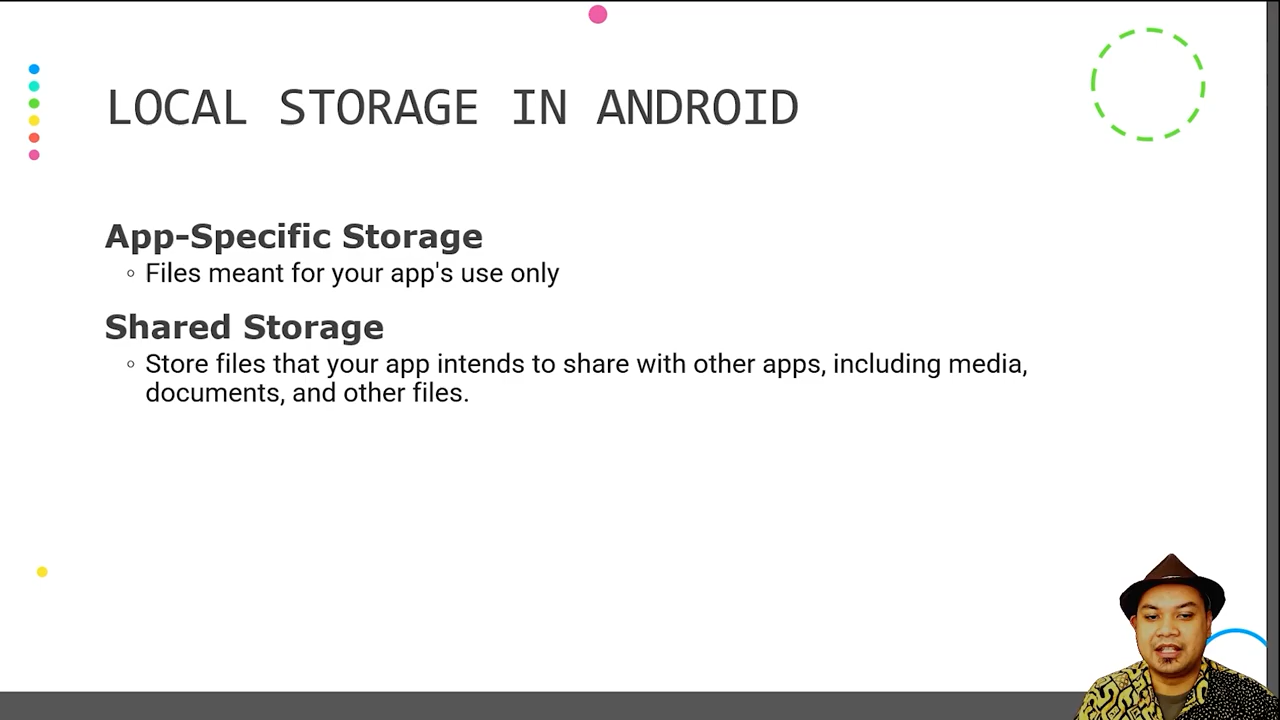 LOCAL STORAGE IN ANDROID
App-Specific Storage
◦ Files meant for your app's use only
Shared Storage
◦ Store files that your app intends to share with other apps, including media,
documents, and other files.